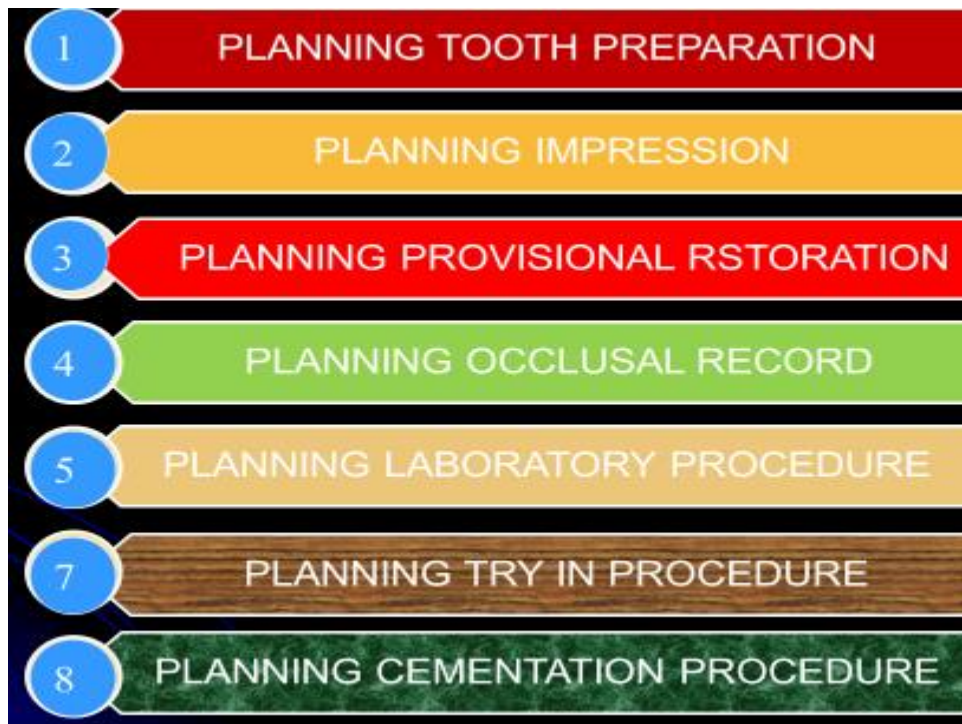 1 PLANNING TOOTH PREPARATION
2 PLANNING IMPRESSION
3 PLANNING PROVISIONAL RSTORATION
4 PLANNING OCCLUSAL RECORD
5 PLANNING LABORATORY PROCEDURE
7 PLANNING TRY IN PROCEDURE
8 PLANNING CEMENTATION PROCEDURE